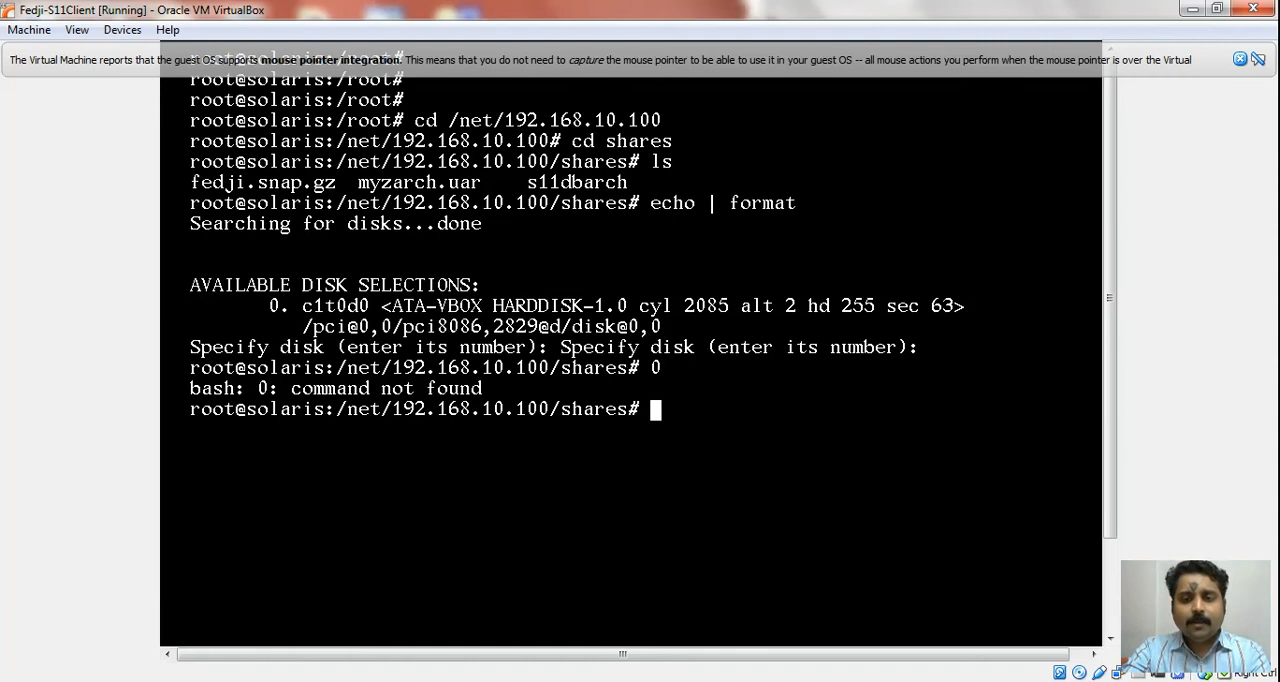 Fedji-S11Client [Running] - Oracle VM VirtualBox
Machine View Devices Help
root@solaris:/root#
The Virtual Machine reports that the guest OS supports mouse pointer integration. This means that you do not need to capture the mouse pointer to be able to use it in your guest OS -- all mouse actions you perform when the mouse pointer is over the Virtual
root@solaris:/root#
root@solaris:/root#
root@solaris:/root# cd /net/192.168.10.100
root@solaris:/net/192.168.10.100# cd shares
root@solaris:/net/192.168.10.100/shares# ls
fedji.snap.gz myzarch.uar s11dbarch
root@solaris:/net/192.168.10.100/shares# echo | format
Searching for disks...done
AVAILABLE DISK SELECTIONS:
0. c1t0d0 <ATA-VBOX HARDDISK-1.0 cyl 2085 alt 2 hd 255 sec 63>
/pci@0,0/pci8086,2829@d/disk@0,0
Specify disk (enter its number): Specify disk (enter its number):
root@solaris:/net/192.168.10.100/shares# 0
bash: 0: command not found
root@solaris:/net/192.168.10.100/shares#
Right Ctrl